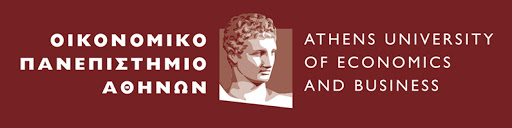 ΟΙΚΟΝΟΜΙΚΟ
ΠΑΝΕΠΙΣΤΗΜΙΟ
ΑΘΗΝΩΝ
ATHENS UNIVERSITY
OF ECONOMICS
AND BUSINESS